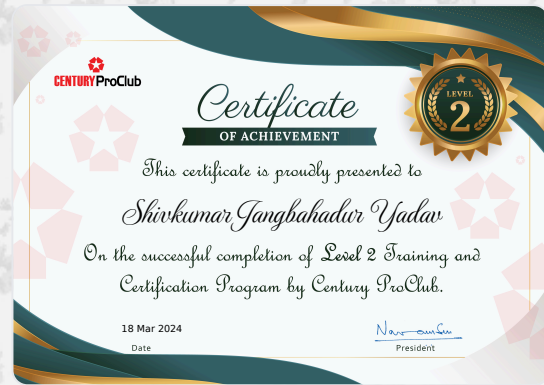 CENTURY ProClub
Certificate
OF ACHIEVEMENT
LEVEL
2
This certificate is proudly presented to
Shivkumar Jangbahadur Yadav
On the successful completion of Level 2 Training and
Certification Program by Century ProClub.
18 Mar 2024
Date
President